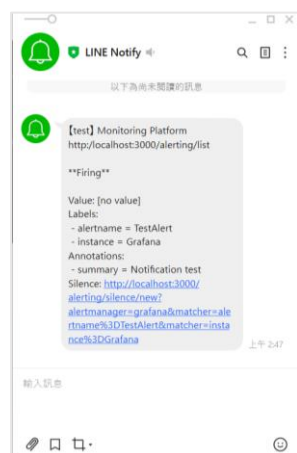 LINE Notify
以下為尚未閱讀的訊息
【test】Monitoring Platform
http:/localhost:3000/alerting/list
**Firing**
Value: [no value]
Labels:
- alertname = TestAlert
- instance = Grafana
Annotations:
- summary = Notification test
Silence: http://localhost:3000/
alerting/silence/new?
alertmanager=grafana&matcher=ale
rtname%3DTestAlert&matcher=insta
nce%3DGrafana
上午 2:47
輸入訊息